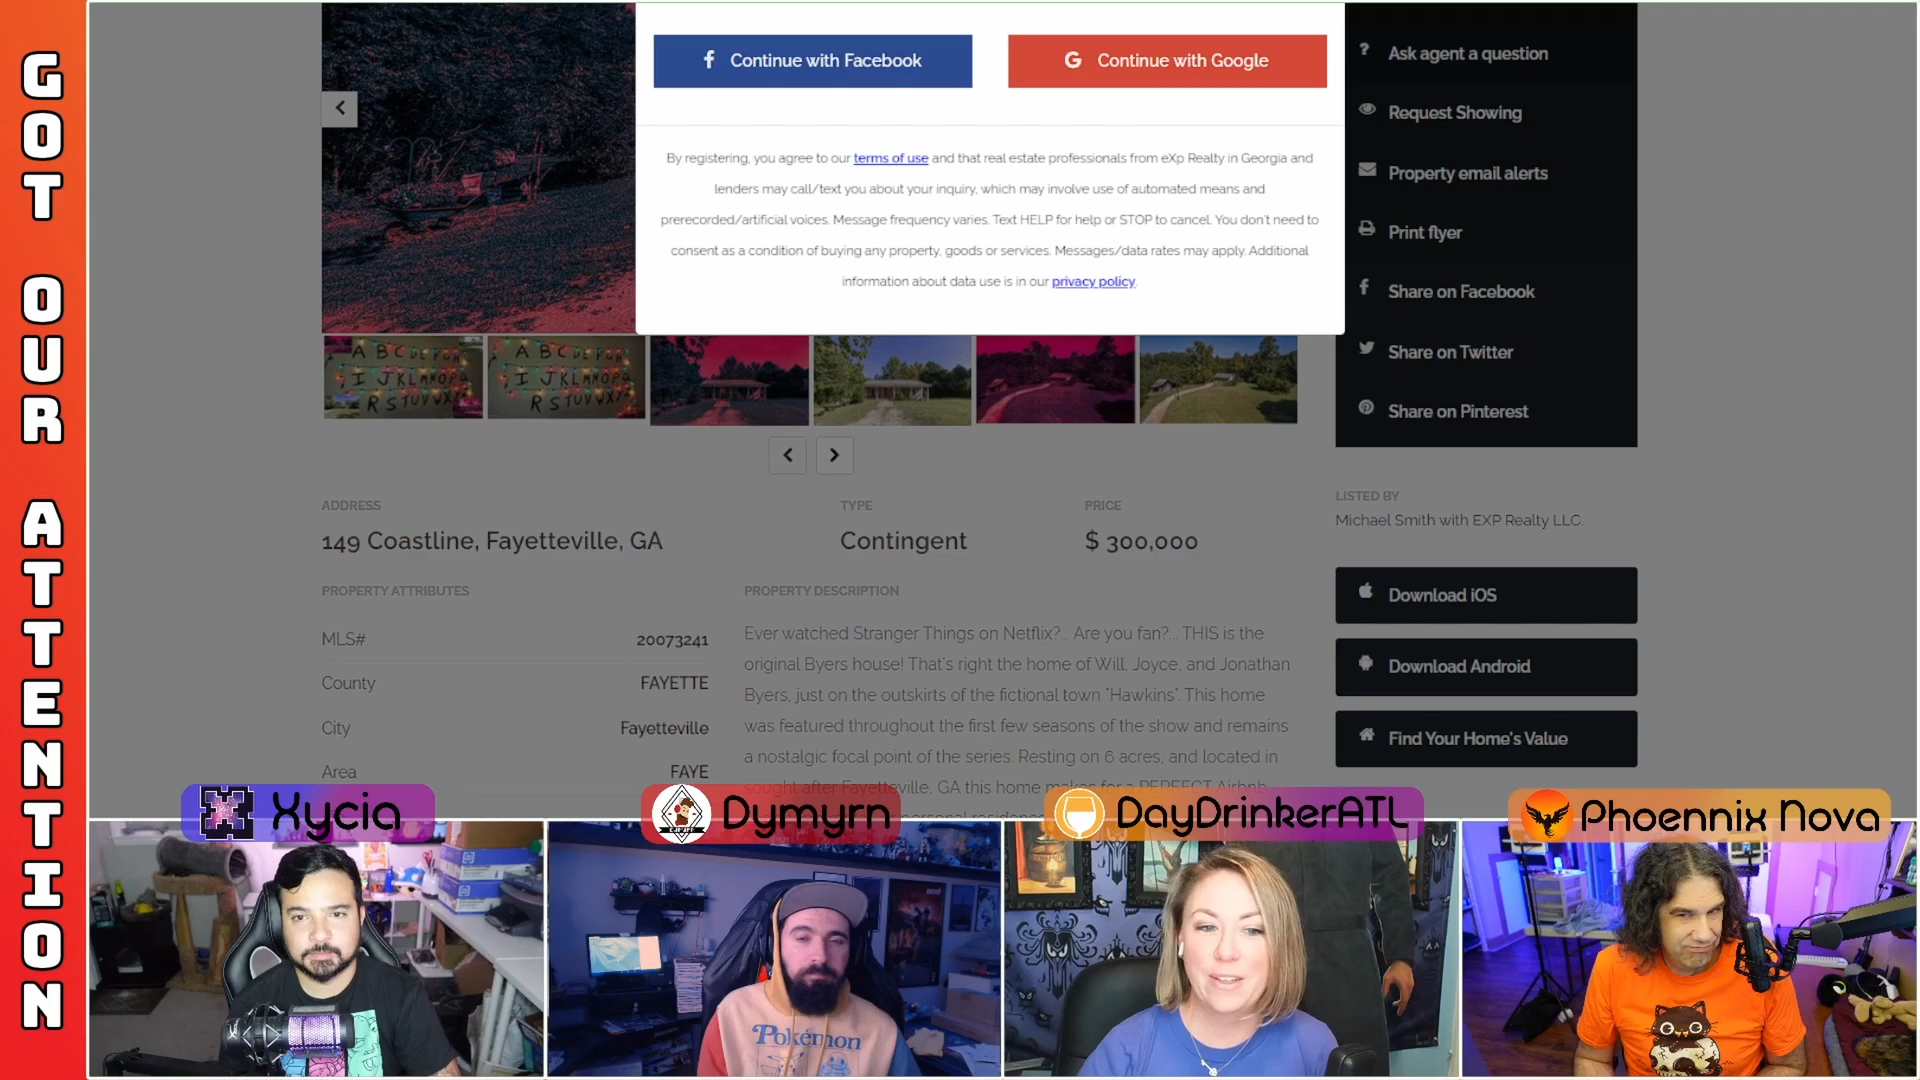 GOT OUR ATTENTION
Continue with Facebook
Continue with Google
By registering, you agree to our terms of use and that real estate professionals from eXp Realty in Georgia and
lenders may call/text you about your inquiry, which may involve use of automated means and
prerecorded/artificial voices. Message frequency varies. Text HELP for help or STOP to cancel. You don't need to
consent as a condition of buying any property, goods or services. Messages/data rates may apply. Additional
information about data use is in our privacy policy.
Ask agent a question
Request Showing
Property email alerts
Print flyer
Share on Facebook
Share on Twitter
Share on Pinterest
ADDRESS
149 Coastline, Fayetteville, GA
TYPE
Contingent
PRICE
$ 300,000
LISTED BY
Michael Smith with EXP Realty LLC.
Download iOS
Download Android
Find Your Home's Value
PROPERTY ATTRIBUTES
MLS# 20073241
County FAYETTE
City Fayetteville
Area FAYE
PROPERTY DESCRIPTION
Ever watched Stranger Things on Netflix?... Are you fan?... THIS is the
original Byers house! That's right the home of Will, Joyce, and Jonathan
Byers, just on the outskirts of the fictional town "Hawkins". This home
was featured throughout the first few seasons of the show and remains
a nostalgic focal point of the series. Resting on 6 acres, and located in
sought after Fayetteville, GA this home makes for a PERFECT Airbnb,
Xycia
Dymyrn
DayDrinkerATL
Phoennix Nova
Pokémon